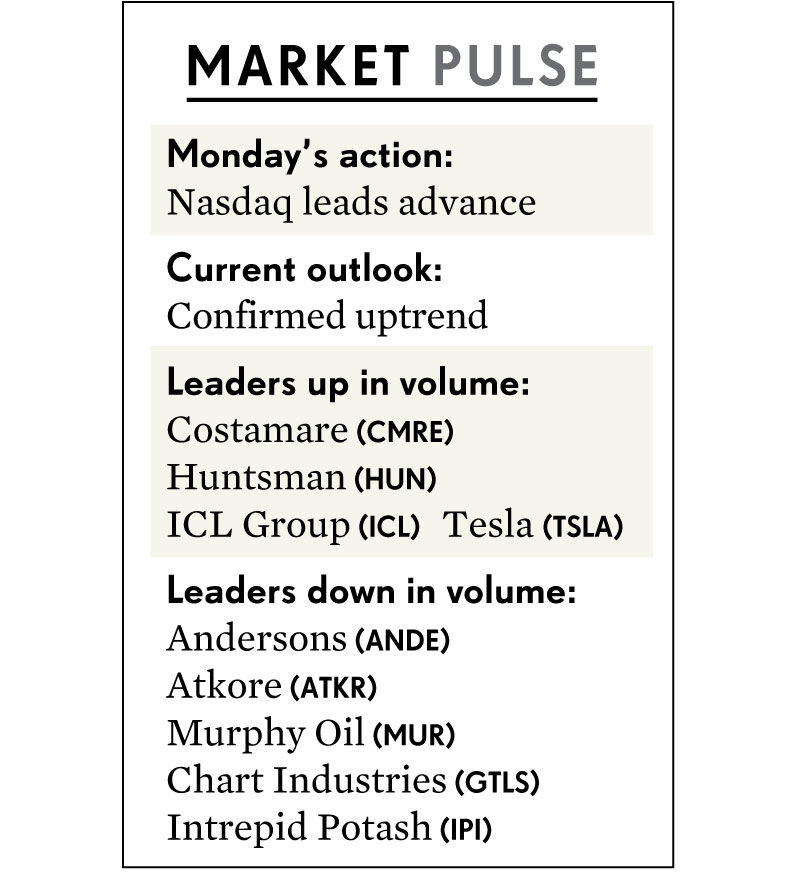 MARKET PULSE
Monday’s action:
Nasdaq leads advance
Current outlook:
Confirmed uptrend
Leaders up in volume:
Costamare (CMRE)
Huntsman (HUN)
ICL Group (ICL) Tesla (TSLA)
Leaders down in volume:
Andersons (ANDE)
Atkore (ATKR)
Murphy Oil (MUR)
Chart Industries (GTLS)
Intrepid Potash (IPI)